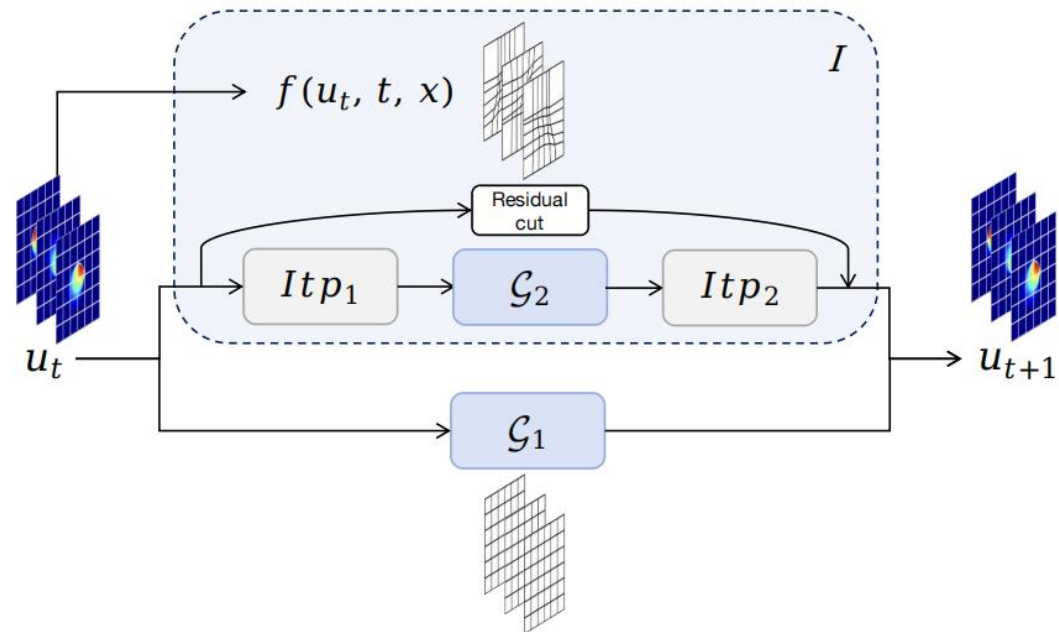 I
f(u_t, t, x)
Residual
cut
Itp_1
𝒢_2
Itp_2
u_t
u_{t+1}
𝒢_1